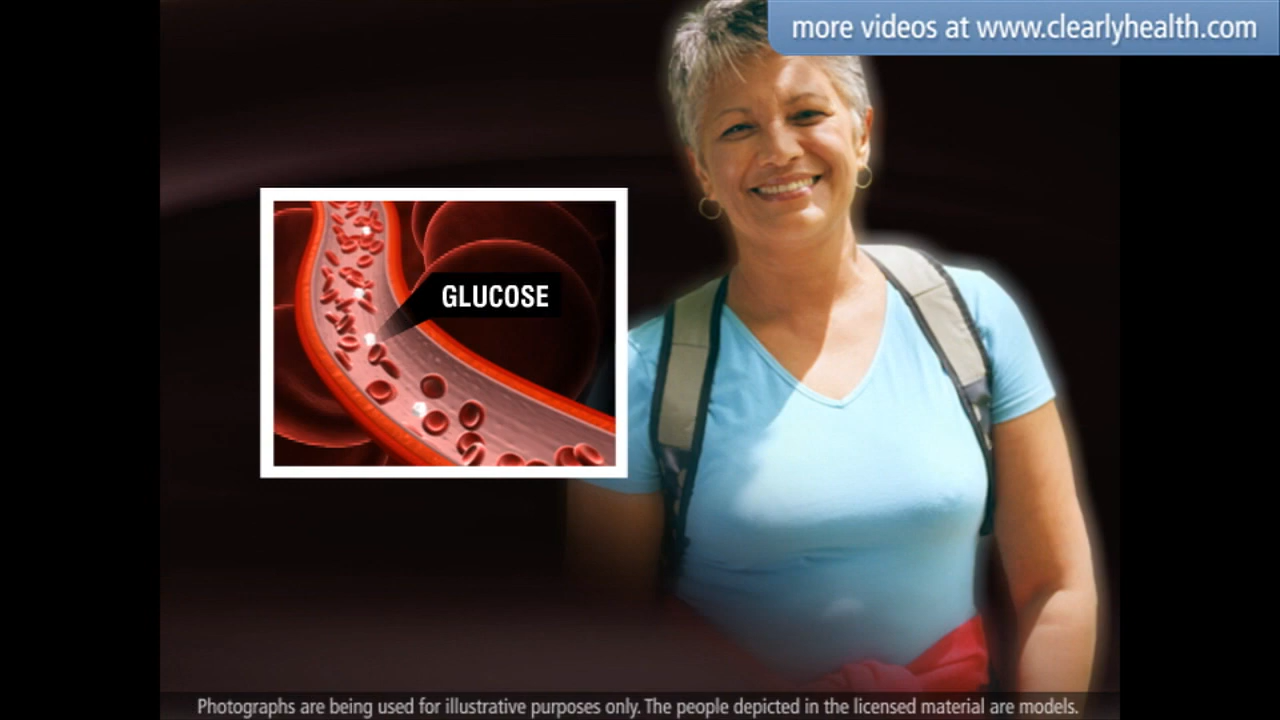 more videos at www.clearlyhealth.com
GLUCOSE
Photographs are being used for illustrative purposes only. The people depicted in the licensed material are models.